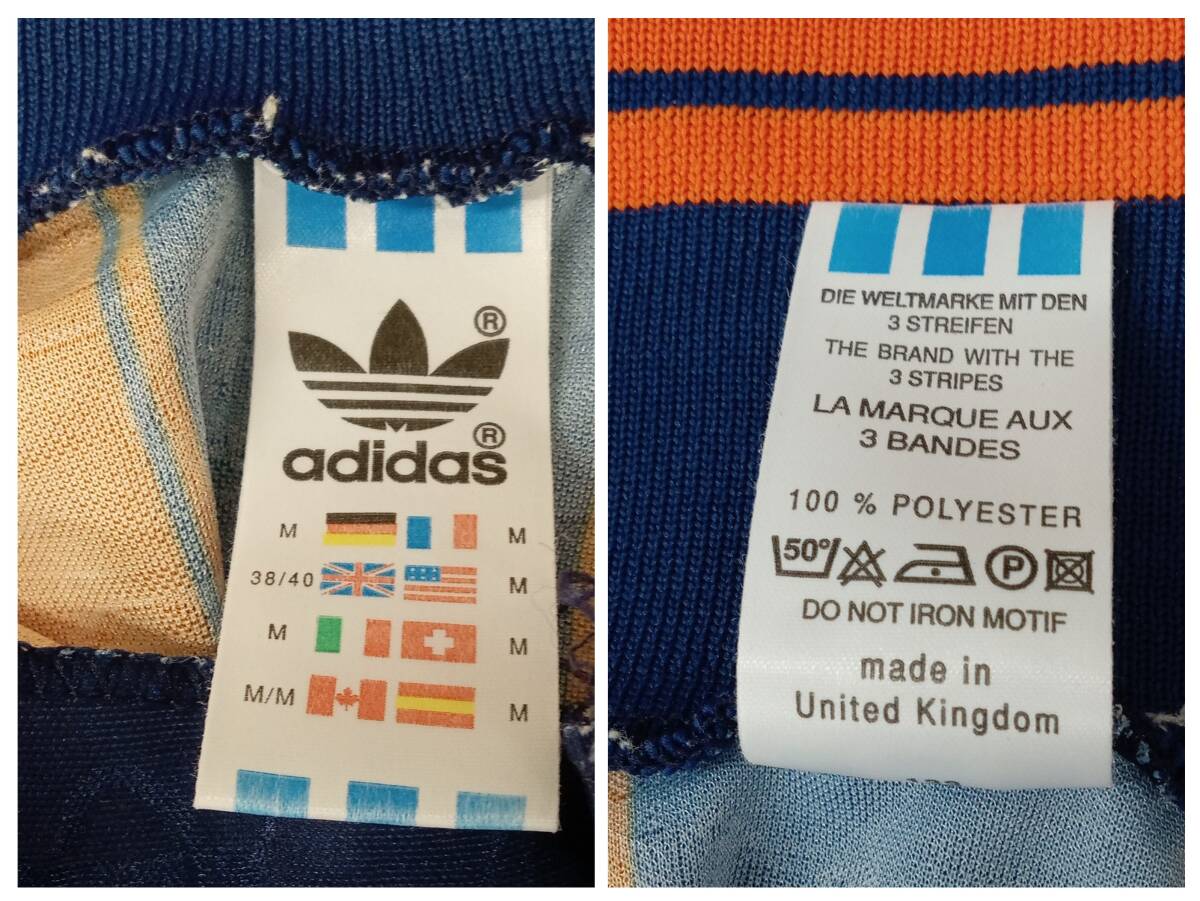 ®
adidas®
M M
38/40 M
M M
M/M M
DIE WELTMARKE MIT DEN
3 STREIFEN
THE BRAND WITH THE
3 STRIPES
LA MARQUE AUX
3 BANDES
100 % POLYESTER
50° P
DO NOT IRON MOTIF
made in
United Kingdom